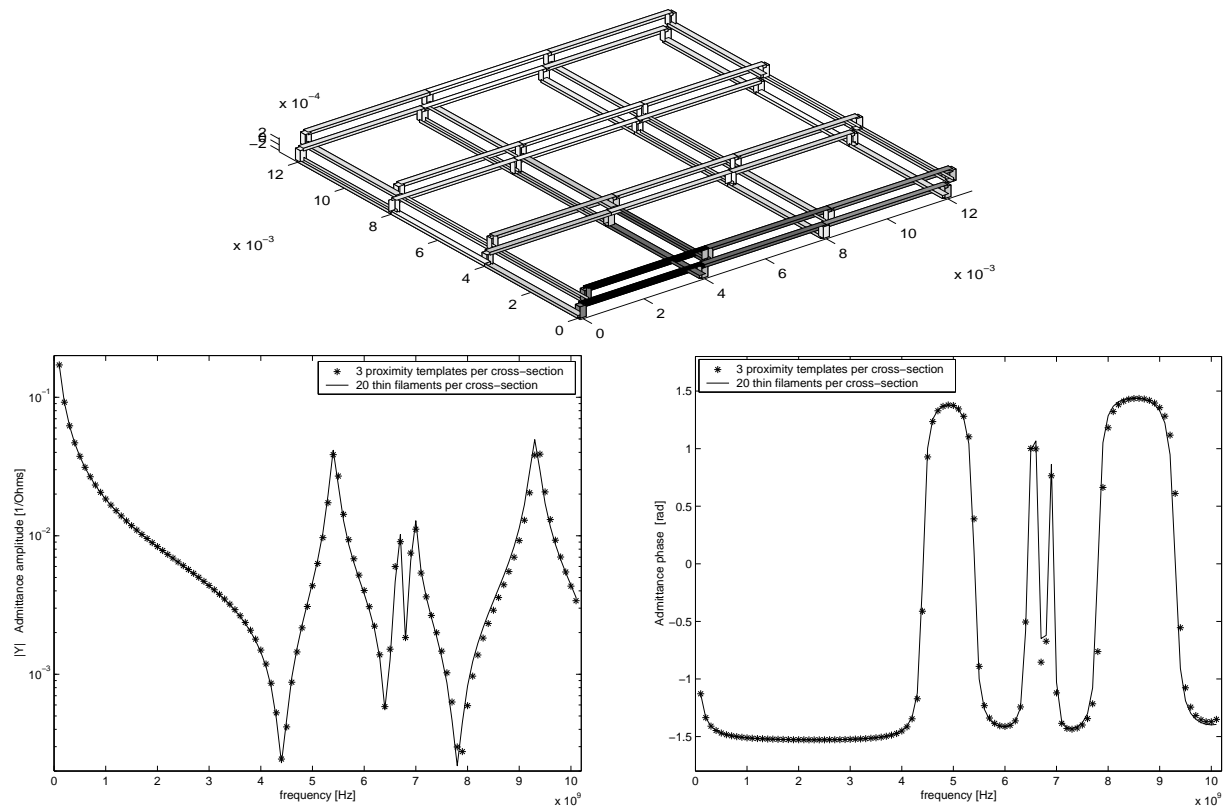 x 10−4
2
0
−2
12
10
8
6
4
2
0
x 10−3
0
2
4
6
8
10
12
x 10−3
3 proximity templates per cross−section
20 thin filaments per cross−section
|Y| Admittance amplitude [1/Ohms]
10−1
10−2
10−3
0 1 2 3 4 5 6 7 8 9 10
frequency [Hz]
x 10^9
3 proximity templates per cross−section
20 thin filaments per cross−section
Admittance phase [rad]
1.5
1
0.5
0
−0.5
−1
−1.5
0 1 2 3 4 5 6 7 8 9 10
frequency [Hz]
x 10^9